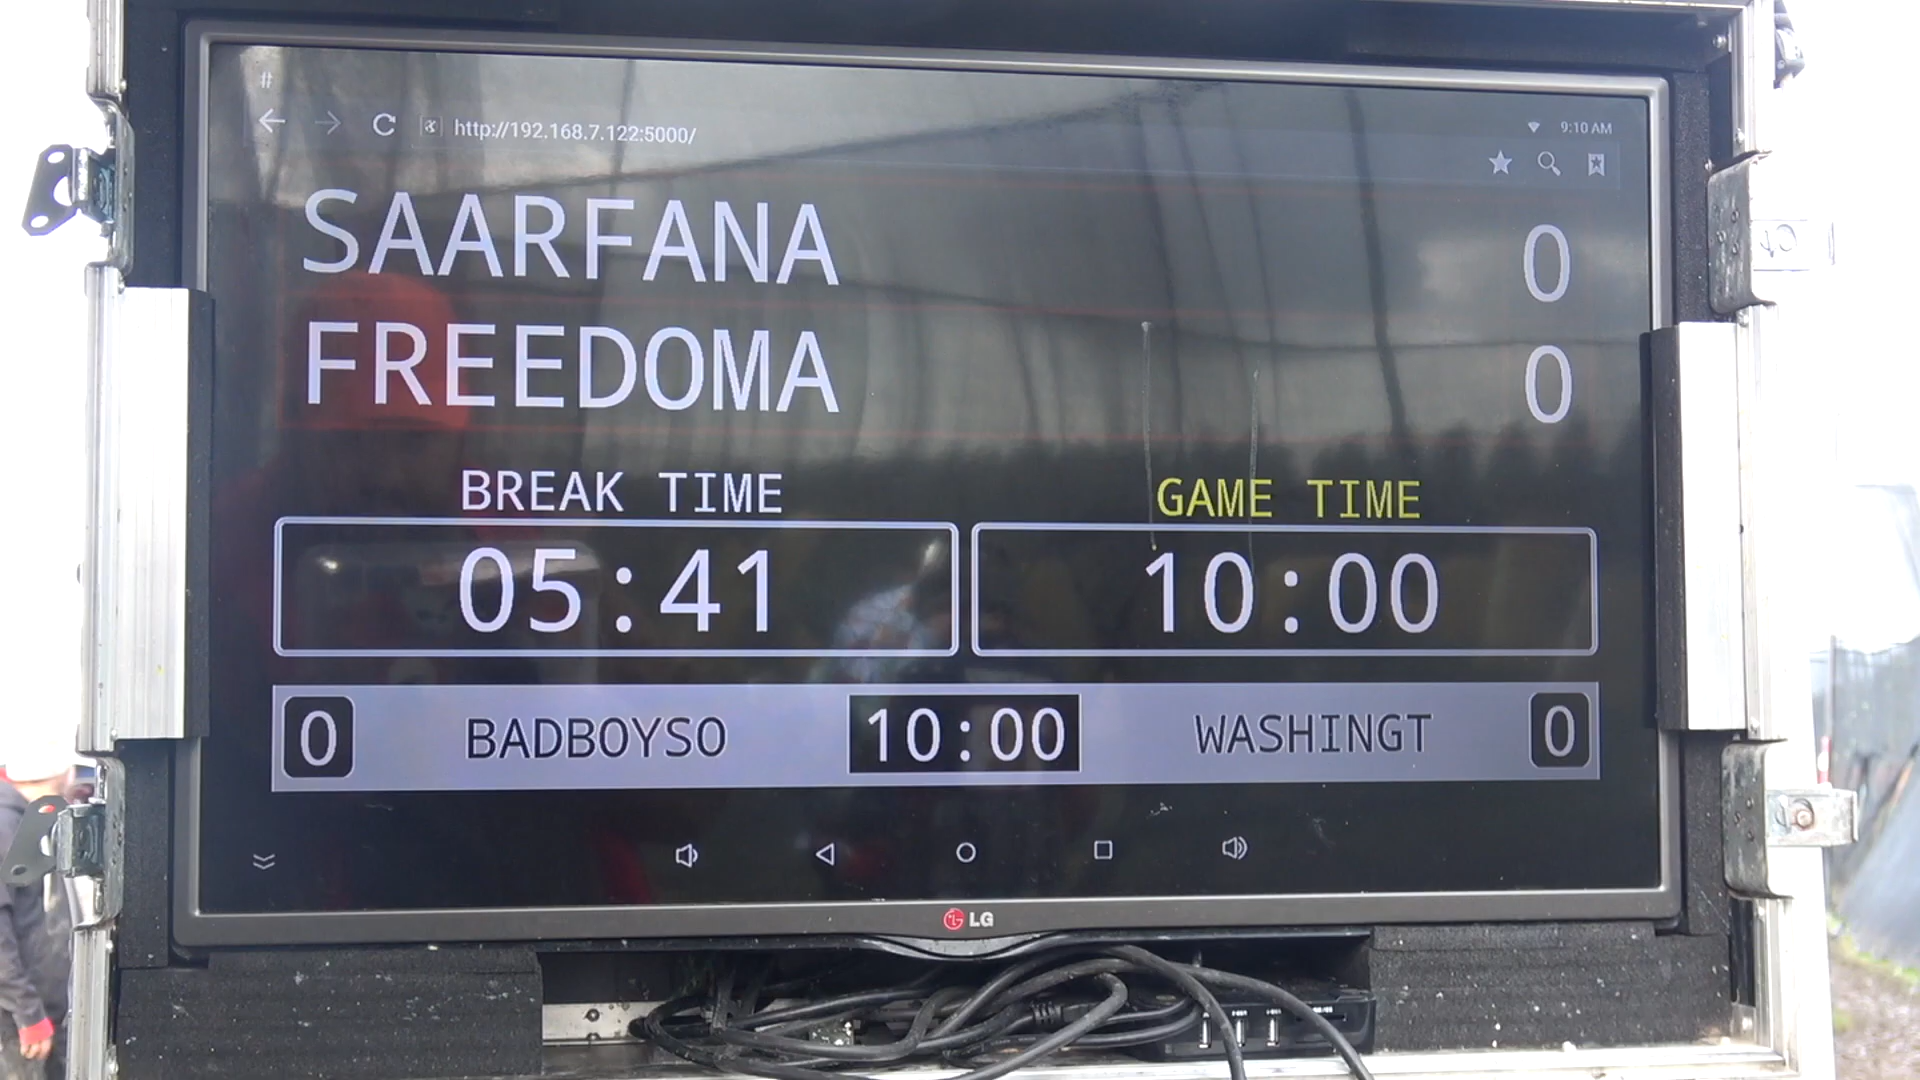 #
http://192.168.7.122:5000/
9:10 AM
SAARFANA 0
FREEDOMA 0
BREAK TIME GAME TIME
05:41 10:00
0 BADBOYSO 10:00 WASHINGT 0
LG